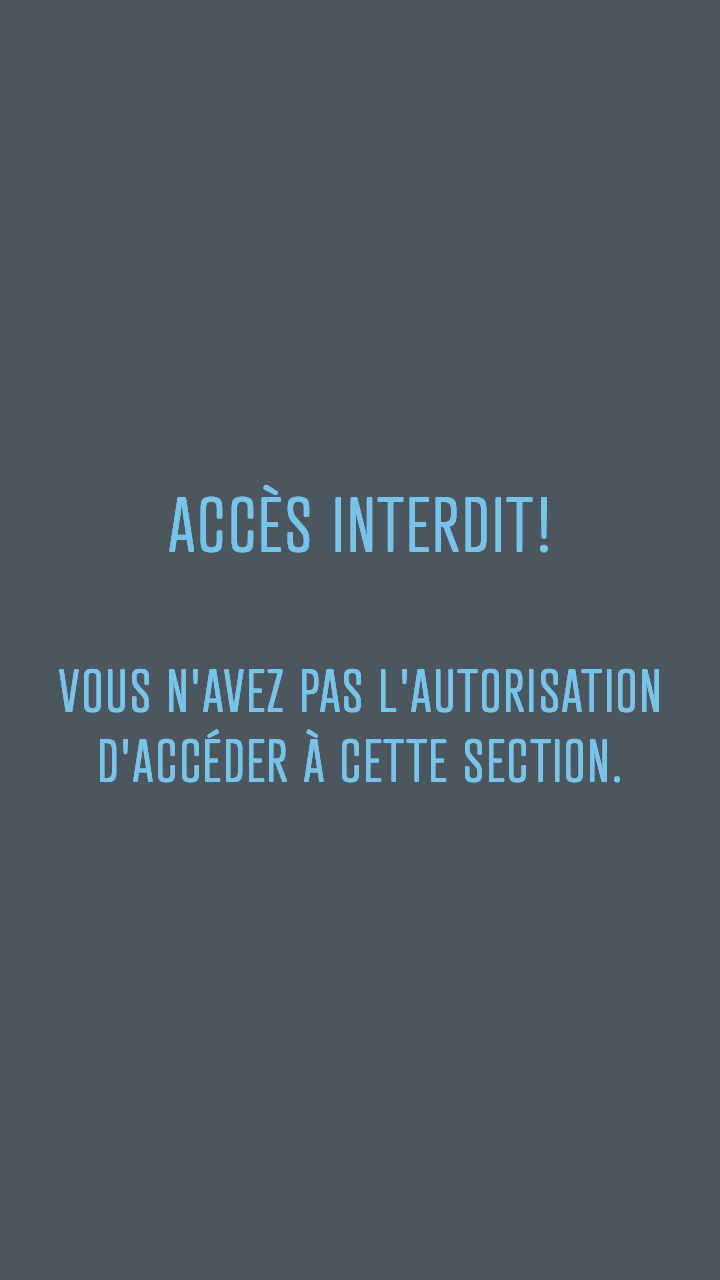 ACCÈS INTERDIT!
VOUS N'AVEZ PAS L'AUTORISATION
D'ACCÉDER À CETTE SECTION.